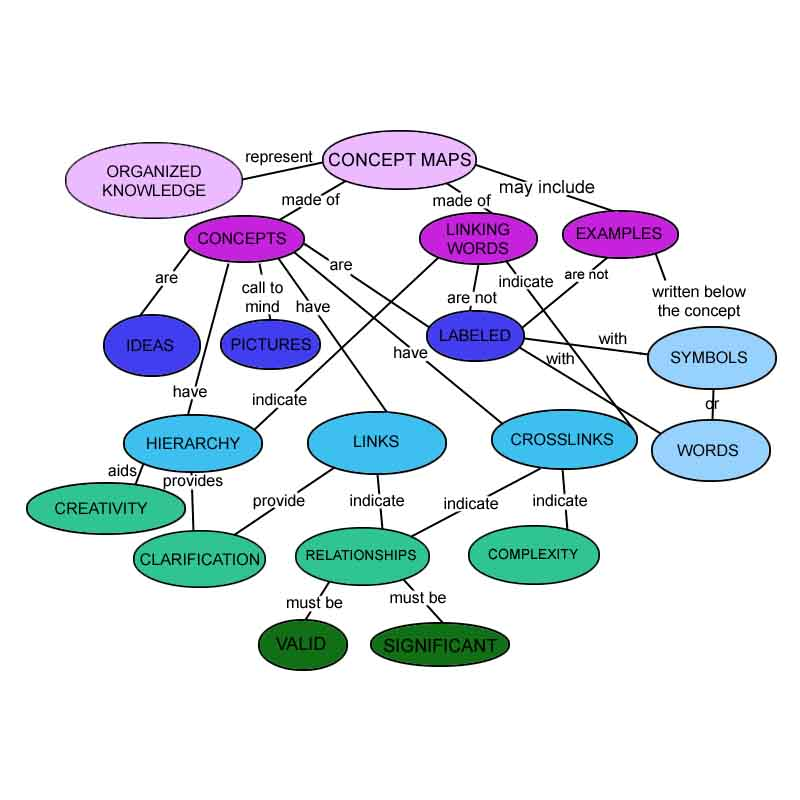 represent
CONCEPT MAPS
ORGANIZED
KNOWLEDGE
made of
made of
may include
CONCEPTS
LINKING
WORDS
EXAMPLES
are
call to
mind
have
are
are not
indicate
are not
written below
the concept
IDEAS
PICTURES
LABELED
with
with
SYMBOLS
have
have
indicate
or
HIERARCHY
LINKS
CROSSLINKS
WORDS
aids
provides
provide
indicate
indicate
indicate
CREATIVITY
CLARIFICATION
RELATIONSHIPS
COMPLEXITY
must be
must be
VALID
SIGNIFICANT